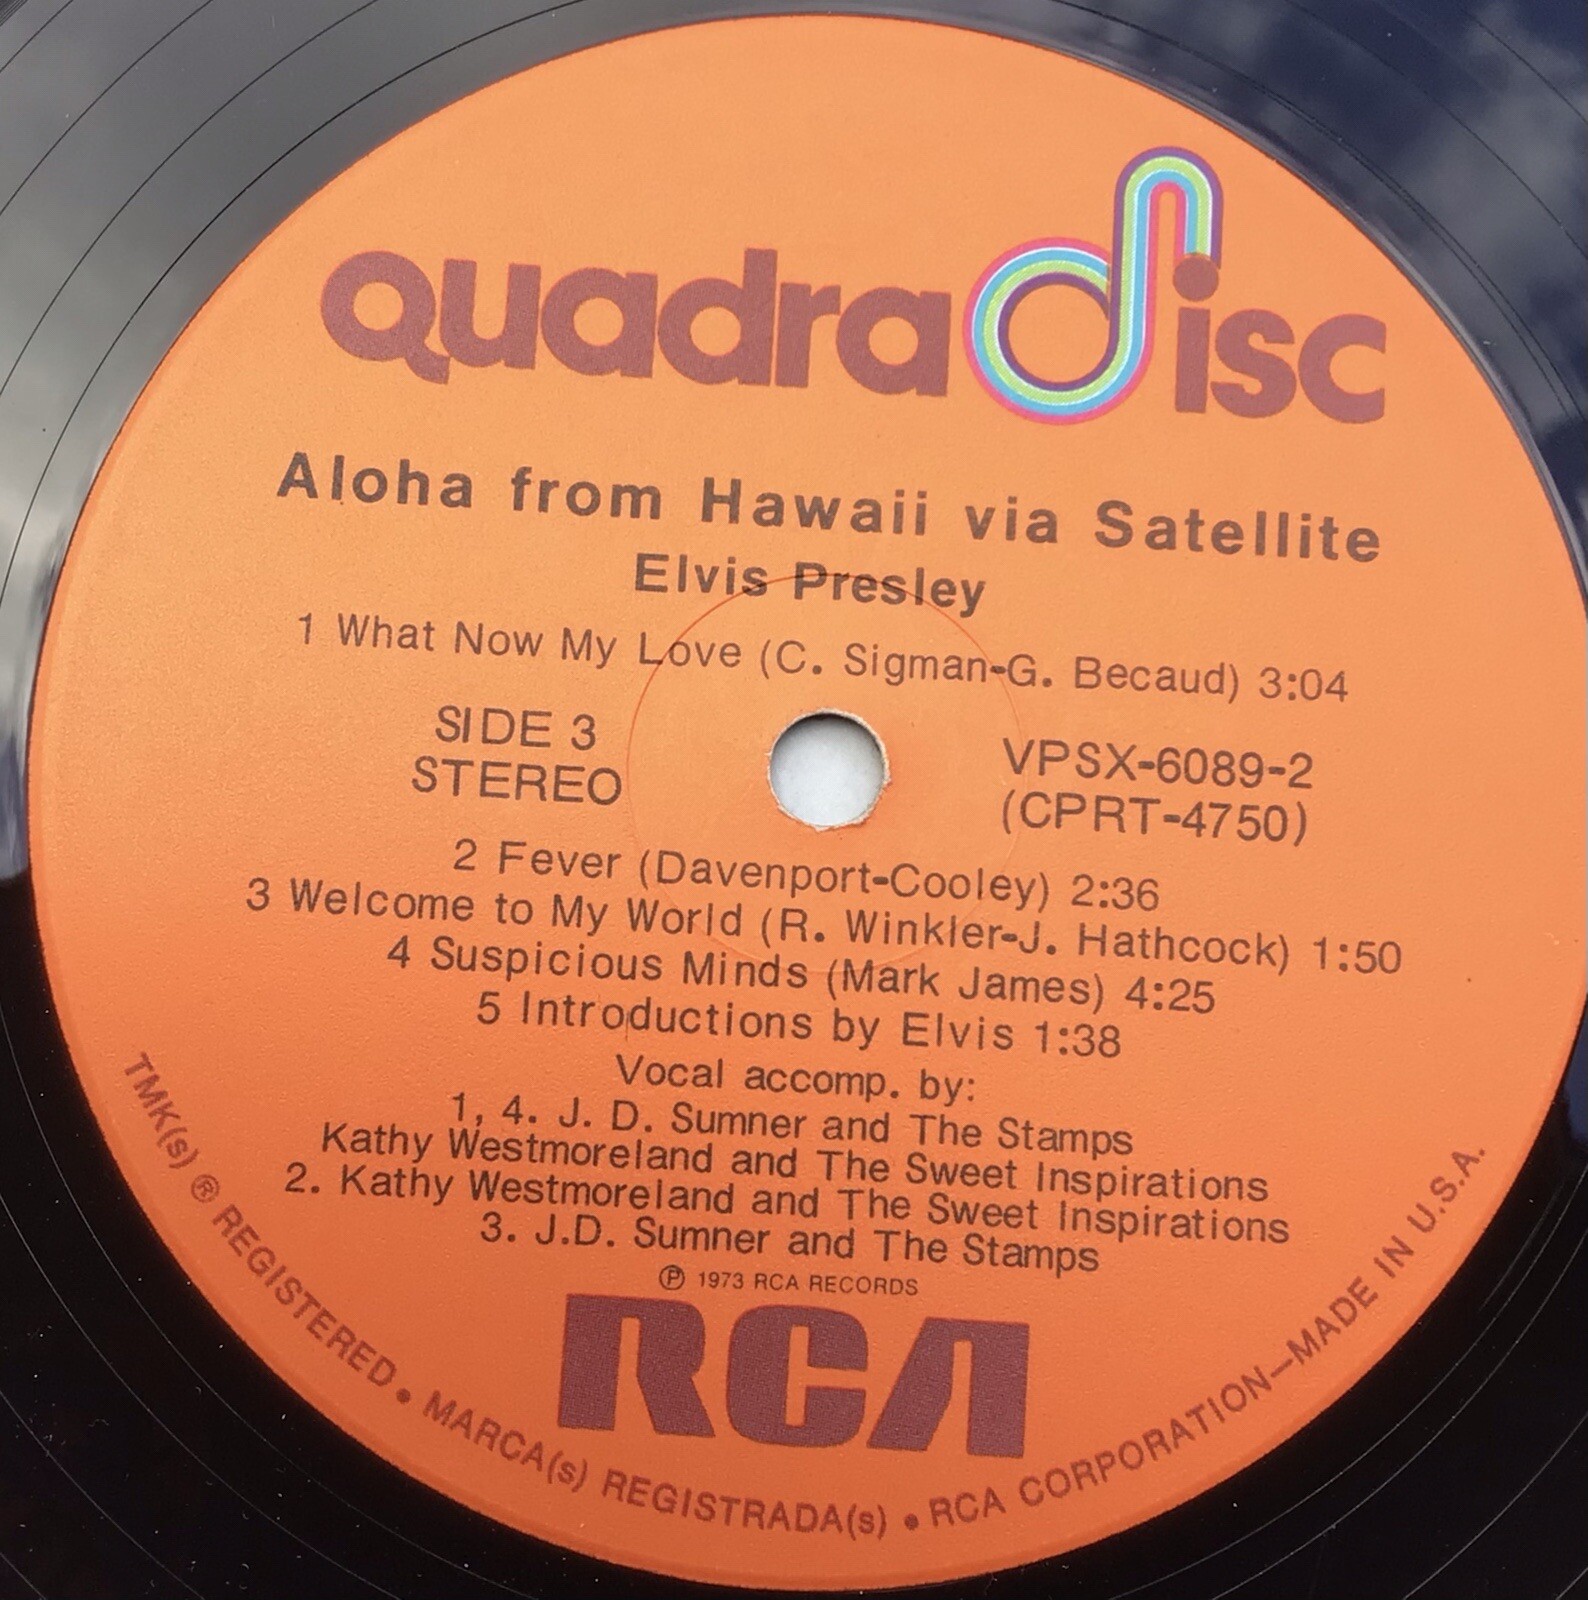 quadradisc
Aloha from Hawaii via Satellite
Elvis Presley
1 What Now My Love (C. Sigman-G. Becaud) 3:04
SIDE 3
STEREO
VPSX-6089-2
(CPRT-4750)
2 Fever (Davenport-Cooley) 2:36
3 Welcome to My World (R. Winkler-J. Hathcock) 1:50
4 Suspicious Minds (Mark James) 4:25
5 Introductions by Elvis 1:38
Vocal accomp. by:
1, 4. J. D. Sumner and The Stamps
Kathy Westmoreland and The Sweet Inspirations
2. Kathy Westmoreland and The Sweet Inspirations
3. J.D. Sumner and The Stamps
℗ 1973 RCA RECORDS
RCA
TMK(s) ® REGISTERED • MARCA(s) REGISTRADA(s) • RCA CORPORATION—MADE IN U.S.A.